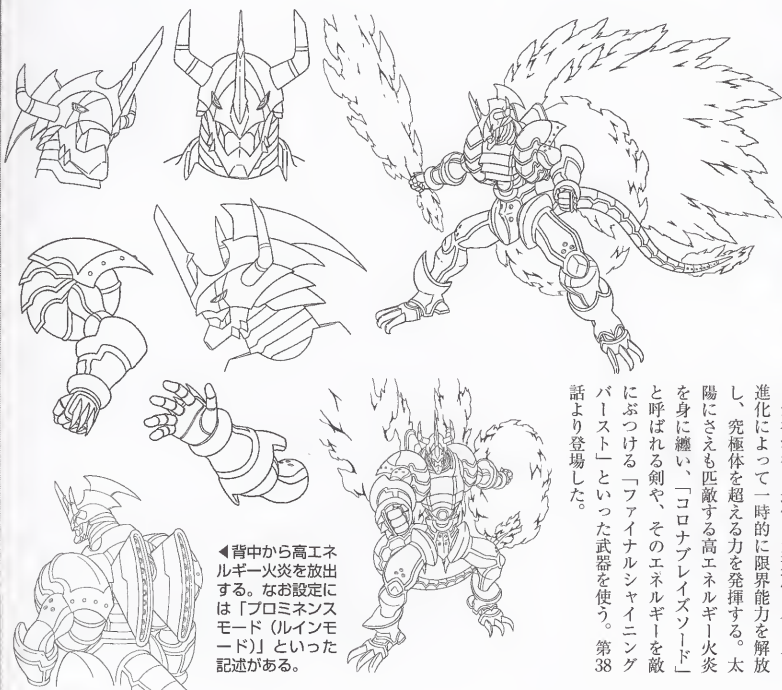 進化によって一時的に限界能力を解放
し、究極体を超える力を発揮する。太
陽にさえも匹敵する高エネルギー火炎
を身に纏い、「コロナブレイズソード」
と呼ばれる剣や、そのエネルギーを敵
にぶつける「ファイナルシャイニング
バースト」といった武器を使う。第38
話より登場した。
◀背中から高エネ
ルギー火炎を放出
する。なお設定に
は「プロミネンス
モード（ルインモ
ード）」といった
記述がある。